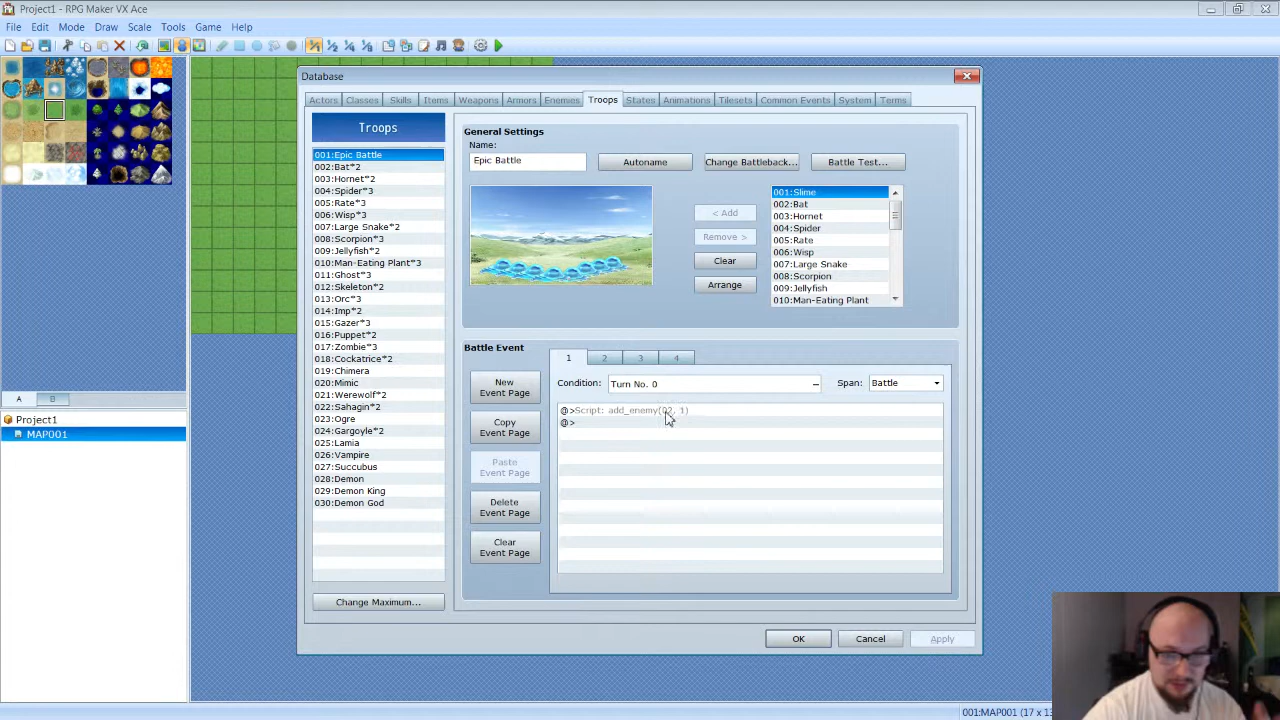 Project1 - RPG Maker VX Ace
File Edit Mode Draw Scale Tools Game Help
Database
Actors Classes Skills Items Weapons Armors Enemies Troops States Animations Tilesets Common Events System Terms
Troops
001:Epic Battle
002:Bat*2
003:Hornet*2
004:Spider*3
005:Rate*3
006:Wisp*3
007:Large Snake*2
008:Scorpion*3
009:Jellyfish*2
010:Man-Eating Plant*3
011:Ghost*3
012:Skeleton*2
013:Orc*3
014:Imp*2
015:Gazer*3
016:Puppet*2
017:Zombie*3
018:Cockatrice*2
019:Chimera
020:Mimic
021:Werewolf*2
022:Sahagin*2
023:Ogre
024:Gargoyle*2
025:Lamia
026:Vampire
027:Succubus
028:Demon
029:Demon King
030:Demon God
Change Maximum...
General Settings
Name:
Epic Battle
Autoname
Change Battleback...
Battle Test...
< Add
Remove >
Clear
Arrange
001:Slime
002:Bat
003:Hornet
004:Spider
005:Rate
006:Wisp
007:Large Snake
008:Scorpion
009:Jellyfish
010:Man-Eating Plant
Battle Event
1 2 3 4
New
Event Page
Copy
Event Page
Paste
Event Page
Delete
Event Page
Clear
Event Page
Condition: Turn No. 0
Span: Battle
@>Script: add_enemy(02, 1)
@>
OK
Cancel
Apply
A B
Project1
MAP001
001:MAP001 (17 x 13